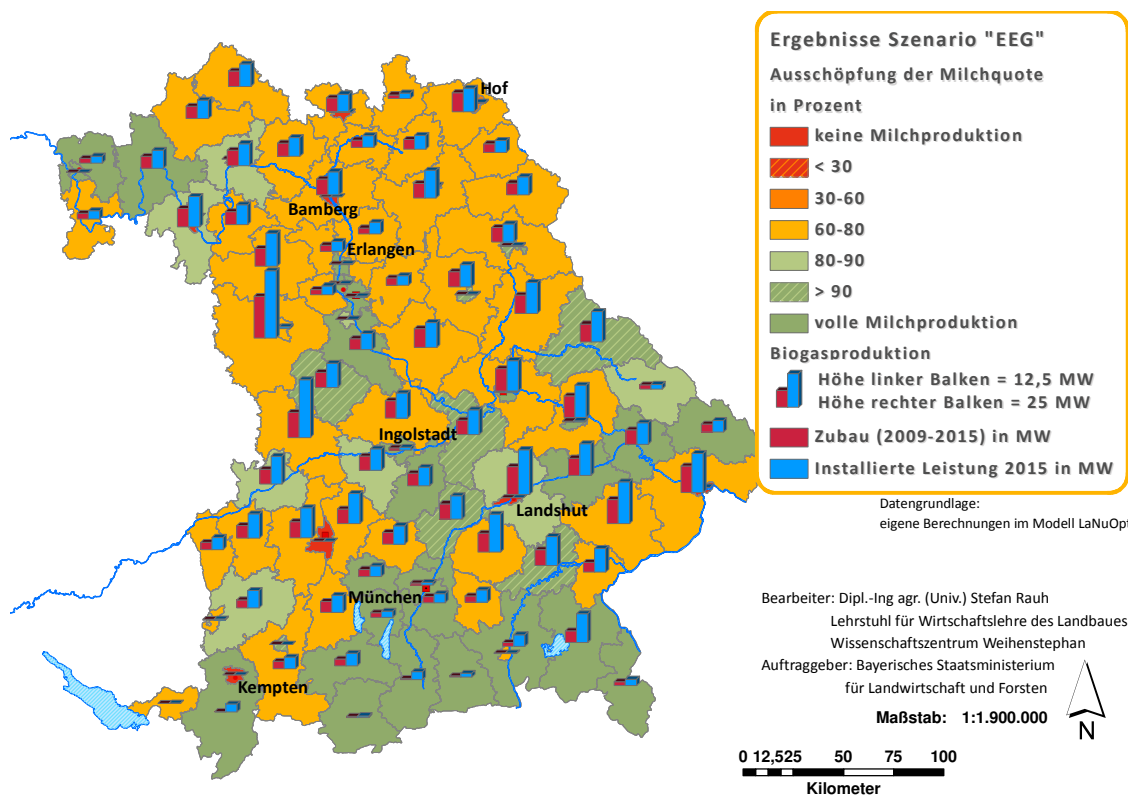 Hof
Bamberg
Erlangen
Ingolstadt
Landshut
München
Kempten
Ergebnisse Szenario "EEG"
Ausschöpfung der Milchquote
in Prozent
keine Milchproduktion
< 30
30-60
60-80
80-90
> 90
volle Milchproduktion
Biogasproduktion
Höhe linker Balken = 12,5 MW
Höhe rechter Balken = 25 MW
Zubau (2009-2015) in MW
Installierte Leistung 2015 in MW
Datengrundlage:
eigene Berechnungen im Modell LaNuOpt
Bearbeiter: Dipl.-Ing agr. (Univ.) Stefan Rauh
Lehrstuhl für Wirtschaftslehre des Landbaues
Wissenschaftszentrum Weihenstephan
Auftraggeber: Bayerisches Staatsministerium
für Landwirtschaft und Forsten
Maßstab: 1:1.900.000
N
0 12,525 50 75 100
Kilometer